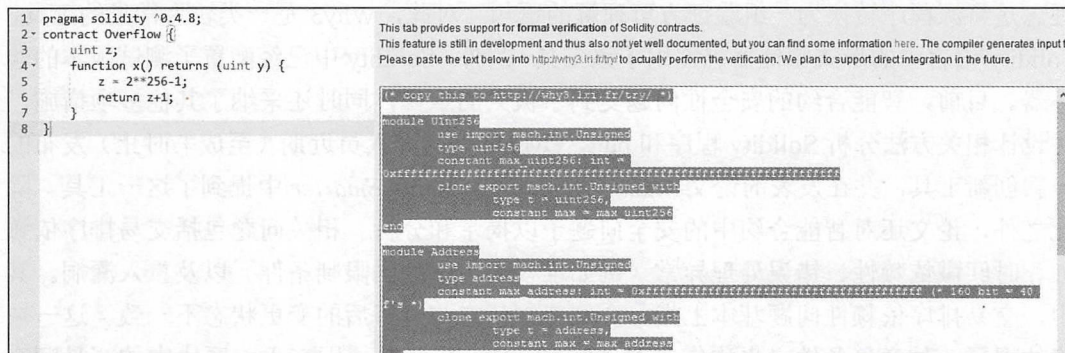 1 pragma solidity ^0.4.8;
2 contract Overflow {
3 uint z;
4 function x() returns (uint y) {
5 z = 2**256-1;
6 return z+1;
7 }
8 }
This tab provides support for formal verification of Solidity contracts.
This feature is still in development and thus also not yet well documented, but you can find some information here. The compiler generates input f
Please paste the text below into http://why3.lri.fr/try/ to actually perform the verification. We plan to support direct integration in the future.
(* copy this to http://why3.lri.fr/try/ *)
module UInt256
use import mach.int.Unsigned
type uint256
constant max_uint256: int =
clone export mach.int.Unsigned with
type t = uint256,
constant max = max_uint256
end
module Address
use import mach.int.Unsigned
type address
constant max_address: int = 0xffffffffffffffffffffffffffffffffffffffff (* 160 bit = 40
f's *)
clone export mach.int.Unsigned with
type t = address,
constant max = max_address